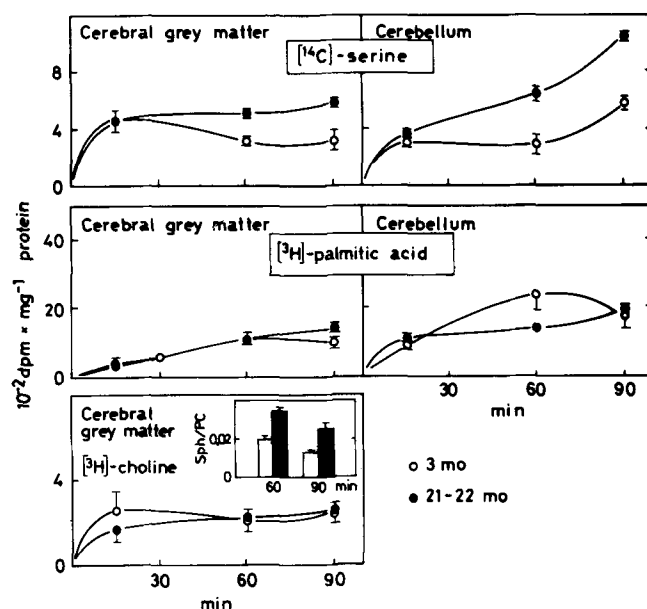 Cerebral grey matter
Cerebellum
[¹⁴C]-serine
8
4
0
Cerebral grey matter
Cerebellum
[³H]-palmitic acid
40
20
0
10⁻² dpm × mg⁻¹ protein
30 60 90
min
Cerebral
grey matter
[³H]-choline
Sph/PC
0,02
0
60 90 min
4
0
30 60 90
min
○ 3 mo
● 21-22 mo